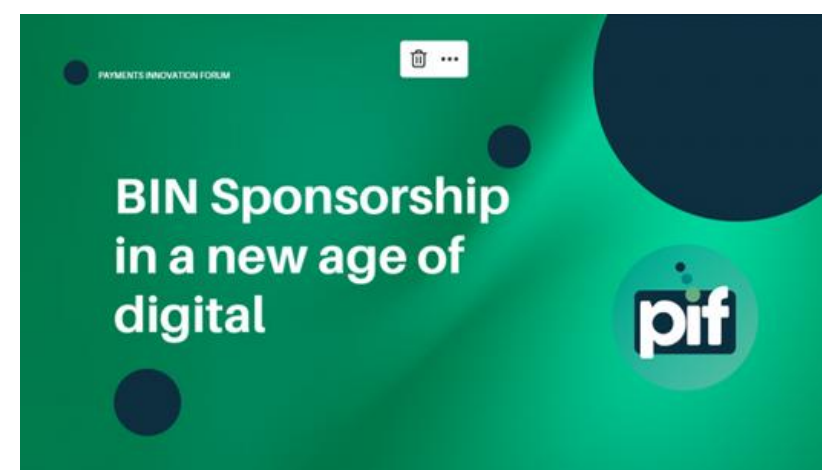 PAYMENTS INNOVATION FORUM
BIN Sponsorship
in a new age of
digital
pif